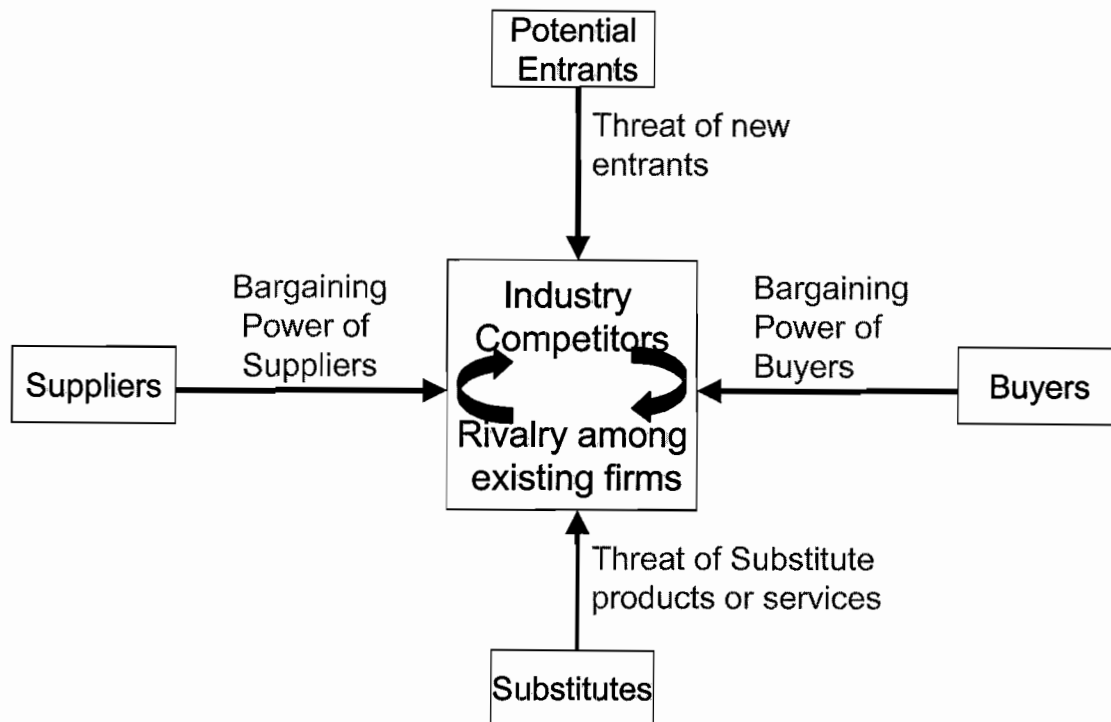 Potential
Entrants
Threat of new
entrants
Bargaining
Power of
Suppliers
Industry
Competitors
Bargaining
Power of
Buyers
Suppliers
Buyers
Rivalry among
existing firms
Threat of Substitute
products or services
Substitutes